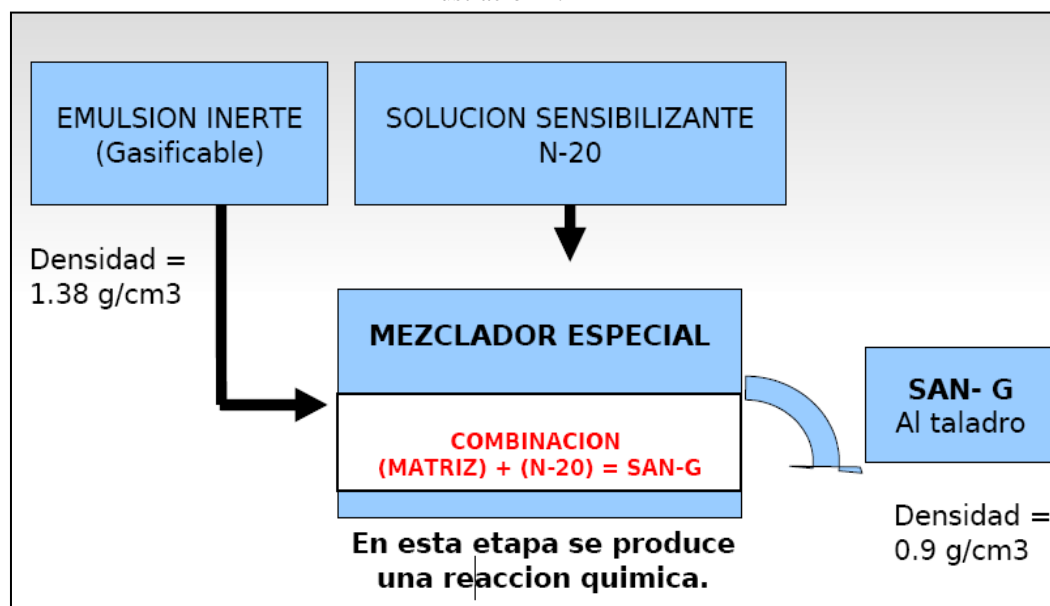 EMULSION INERTE
(Gasificable)
SOLUCION SENSIBILIZANTE
N-20
Densidad =
1.38 g/cm3
MEZCLADOR ESPECIAL
COMBINACION
(MATRIZ) + (N-20) = SAN-G
SAN- G
Al taladro
Densidad =
0.9 g/cm3
En esta etapa se produce
una reaccion quimica.